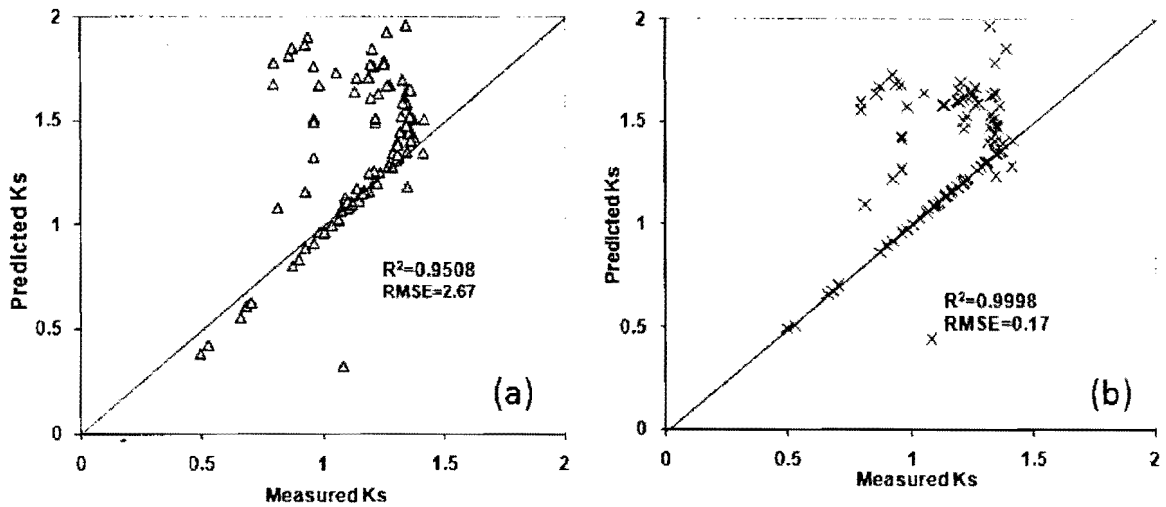 2
1.5
1
0.5
0
Predicted Ks
R²=0.9508
RMSE=2.67
(a)
0 0.5 1 1.5 2
Measured Ks
2
1.5
1
0.5
0
Predicted Ks
R²=0.9998
RMSE=0.17
(b)
0 0.5 1 1.5 2
Measured Ks